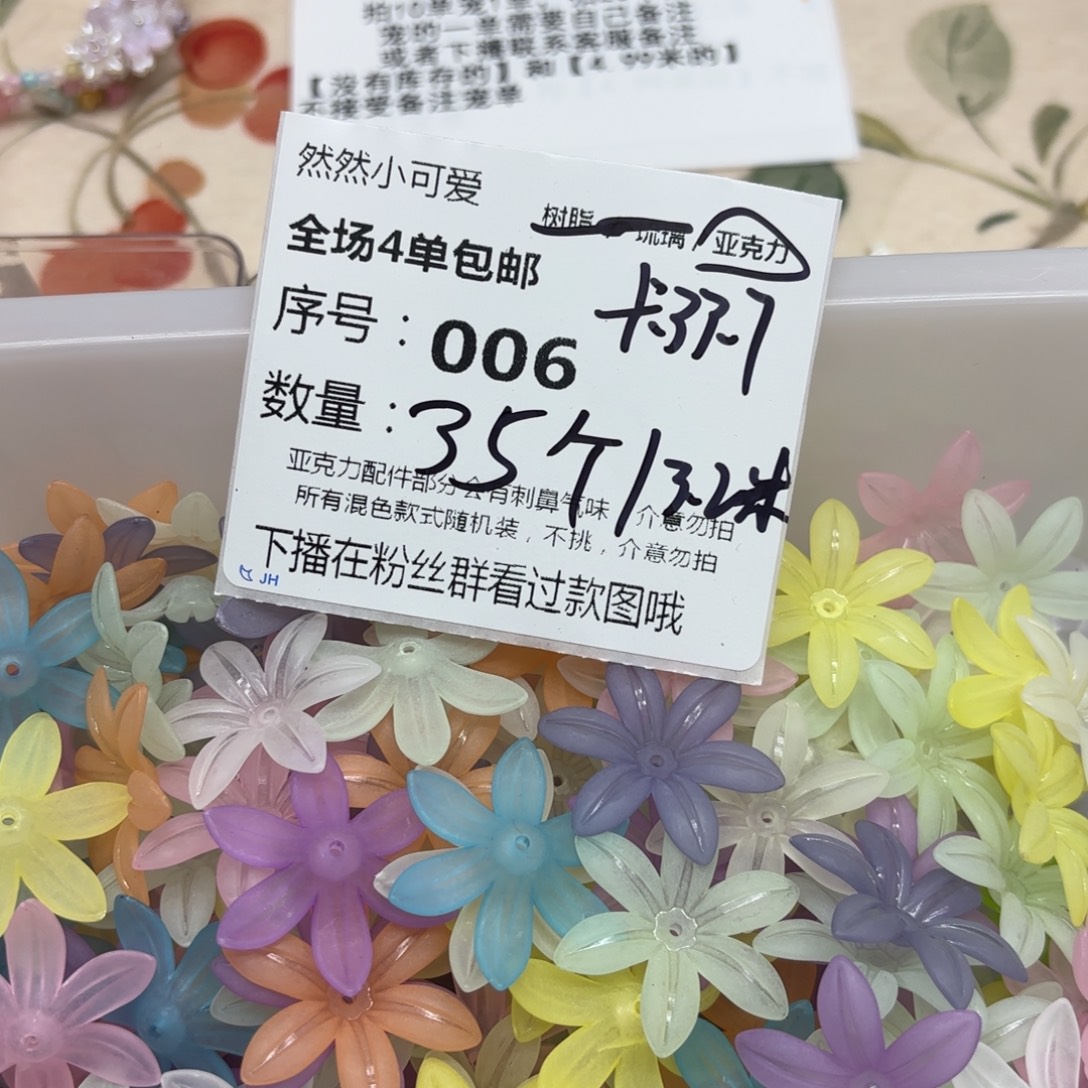 宠的一单需要自己备注
或者下播联系客服备注
【没有库存的】和【4.99米的】
不接受备注宠单
然然小可爱
树脂 琉璃 / 亚克力
全场4单包邮
序号：006
数量：35个/3.2米
亚克力配件部分会有刺鼻气味，介意勿拍
所有混色款式随机装，不挑，介意勿拍
下播在粉丝群看过款图哦
JH